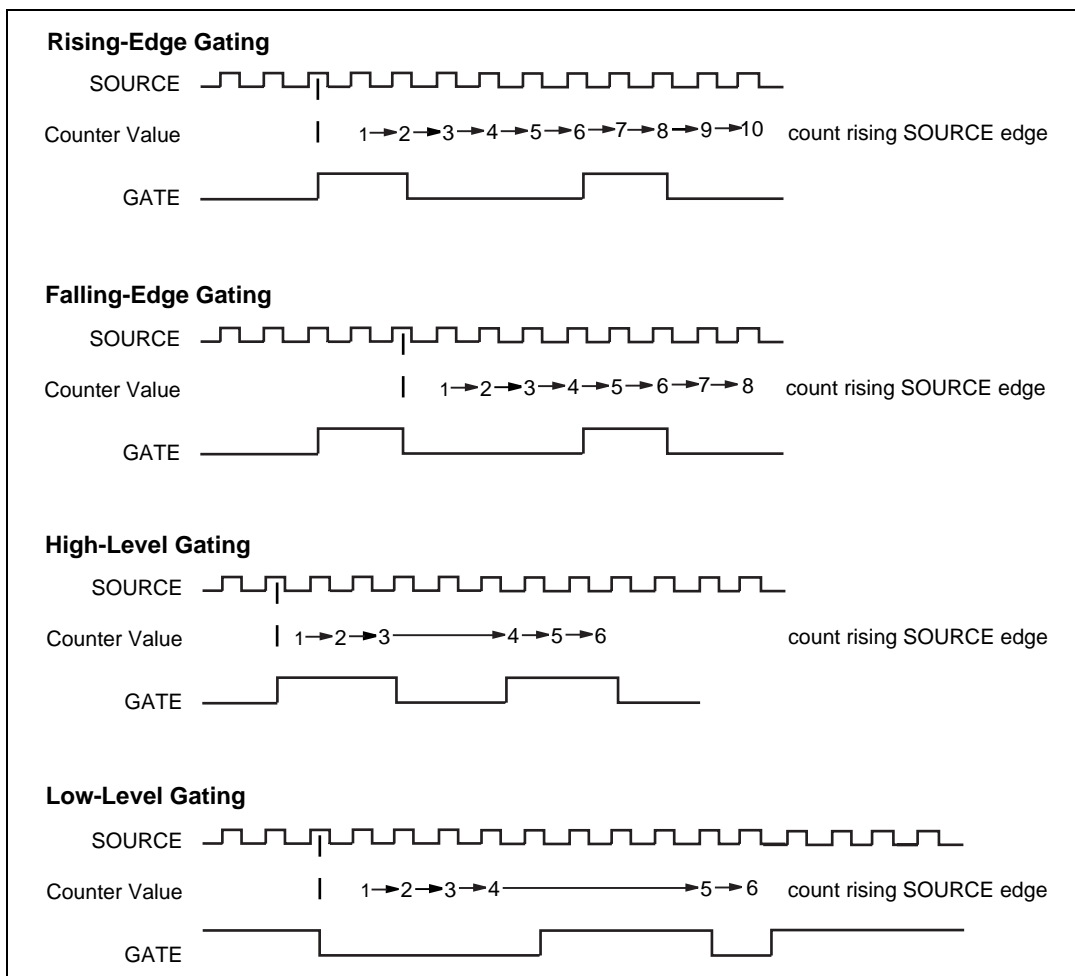 Rising-Edge Gating
SOURCE
Counter Value 1 2 3 4 5 6 7 8 9 10 count rising SOURCE edge
GATE
Falling-Edge Gating
SOURCE
Counter Value 1 2 3 4 5 6 7 8 count rising SOURCE edge
GATE
High-Level Gating
SOURCE
Counter Value 1 2 3 4 5 6 count rising SOURCE edge
GATE
Low-Level Gating
SOURCE
Counter Value 1 2 3 4 5 6 count rising SOURCE edge
GATE